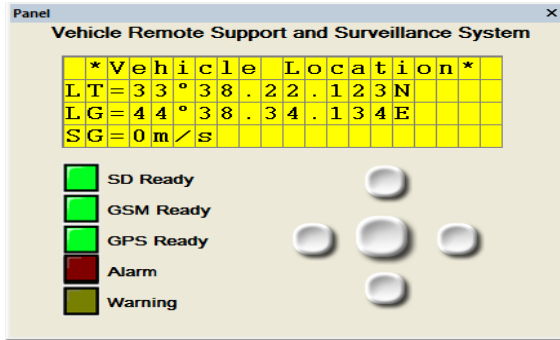 Panel
Vehicle Remote Support and Surveillance System
*Vehicle Location*
LT=33°38.22.123N
LG=44°38.34.134E
SG=0m/s
SD Ready
GSM Ready
GPS Ready
Alarm
Warning